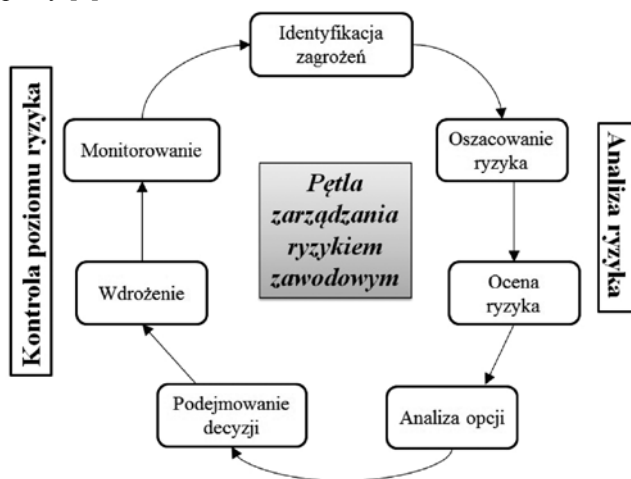 Identyfikacja
zagrożeń
Oszacowanie
ryzyka
Ocena
ryzyka
Analiza opcji
Podejmowanie
decyzji
Wdrożenie
Monitorowanie
Pętla
zarządzania
ryzykiem
zawodowym
Kontrola poziomu ryzyka
Analiza ryzyka